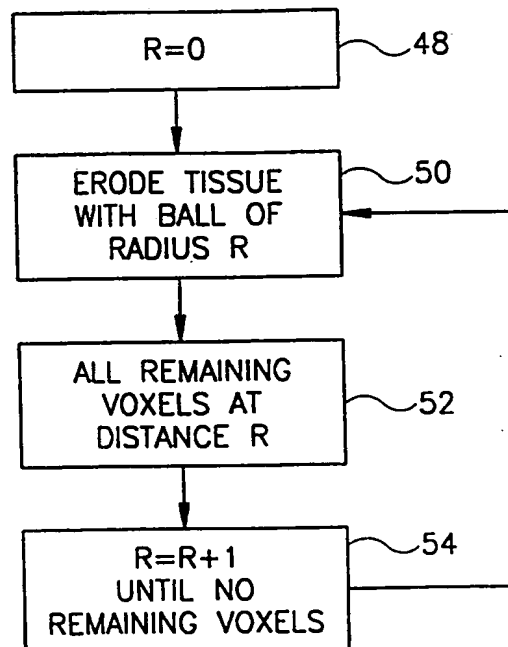 R=0
48
ERODE TISSUE
WITH BALL OF
RADIUS R
50
ALL REMAINING
VOXELS AT
DISTANCE R
52
R=R+1
UNTIL NO
REMAINING VOXELS
54